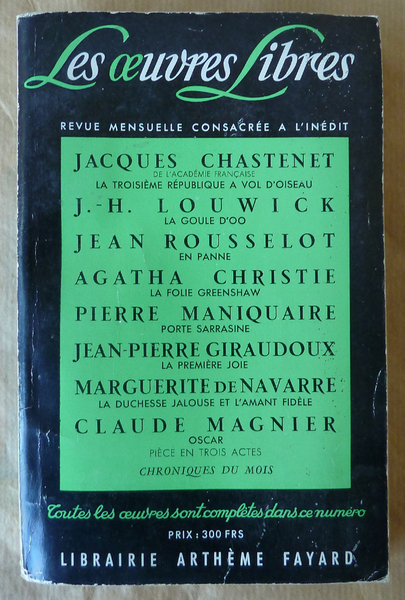 Les œuvres Libres
REVUE MENSUELLE CONSACRÉE A L'INÉDIT
JACQUES CHASTENET
DE L'ACADÉMIE FRANÇAISE
LA TROISIÈME RÉPUBLIQUE A VOL D'OISEAU
J.-H. LOUWICK
LA GOULE D'OO
JEAN ROUSSELOT
EN PANNE
AGATHA CHRISTIE
LA FOLIE GREENSHAW
PIERRE MANIQUAIRE
PORTE SARRASINE
JEAN-PIERRE GIRAUDOUX
LA PREMIÈRE JOIE
MARGUERITE DE NAVARRE
LA DUCHESSE JALOUSE ET L'AMANT FIDÈLE
CLAUDE MAGNIER
OSCAR
PIÈCE EN TROIS ACTES
CHRONIQUES DU MOIS
Toutes les œuvres sont complètes dans ce numéro
PRIX : 300 FRS
LIBRAIRIE ARTHÈME FAYARD